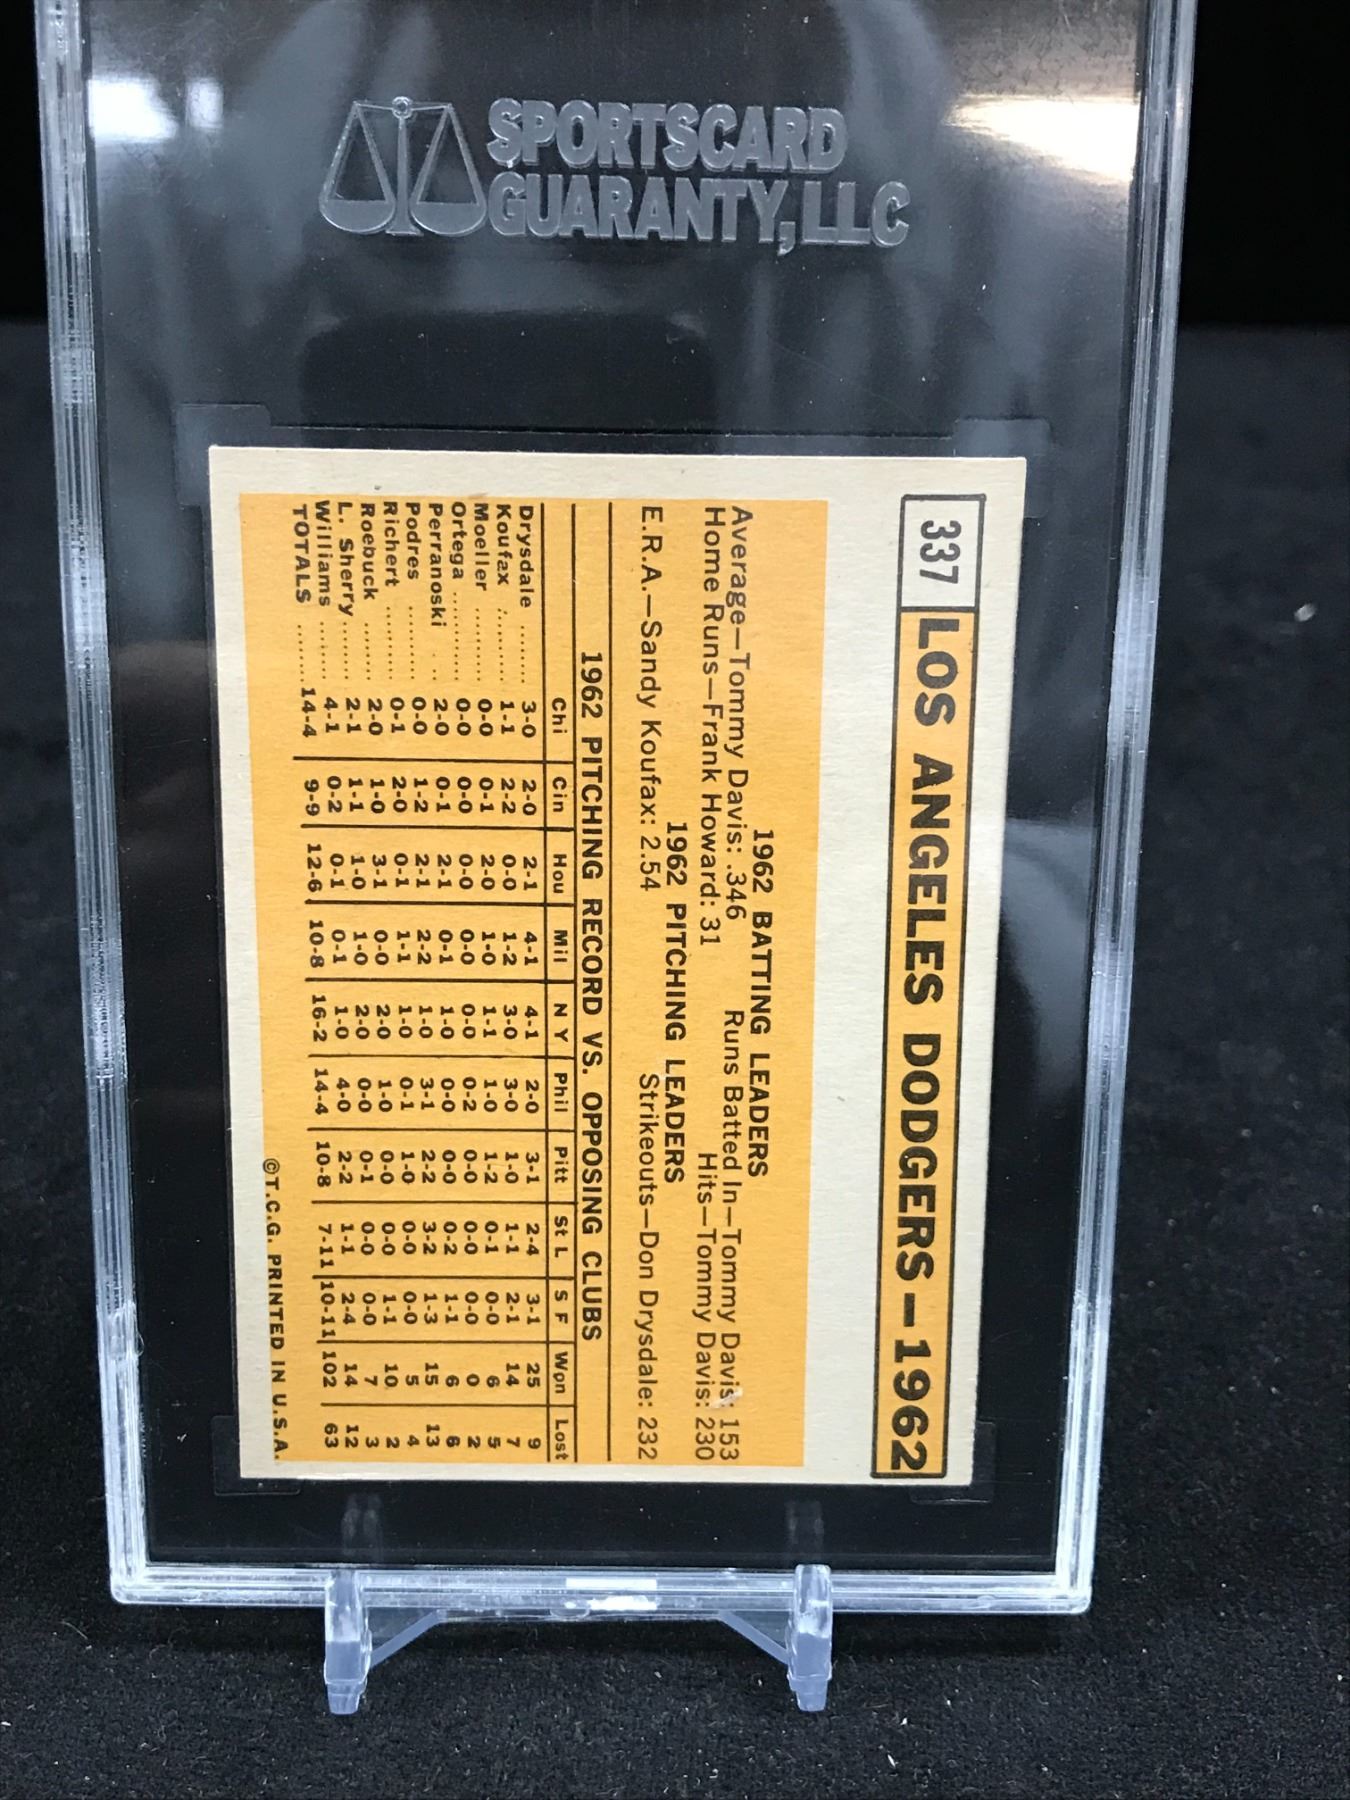 SPORTSCARD
GUARANTY, LLC
337 LOS ANGELES DODGERS—1962
1962 BATTING LEADERS
Average—Tommy Davis: .346 Runs Batted In—Tommy Davis: 153
Home Runs—Frank Howard: 31 Hits—Tommy Davis: 230
1962 PITCHING LEADERS
E.R.A.—Sandy Koufax: 2.54 Strikeouts—Don Drysdale: 232
1962 PITCHING RECORD VS. OPPOSING CLUBS
Chi Cin Hou Mil N Y Phil Pitt St L S F Won Lost
Drysdale ........ 3-0 2-0 2-1 4-1 4-1 2-0 3-1 2-4 3-1 25 9
Koufax ........ 1-1 2-2 0-0 1-2 3-0 3-0 1-0 1-1 2-1 14 7
Moeller ........ 0-0 0-1 2-0 1-0 1-1 1-0 1-2 0-1 0-0 6 5
Ortega ........ 0-0 0-0 0-0 0-0 0-0 0-2 0-0 0-0 0-0 0 2
Perranoski .. 2-0 0-1 2-1 0-1 1-0 0-0 0-0 0-2 1-1 6 6
Podres ........ 0-0 1-2 2-1 2-2 1-0 3-1 2-2 3-2 1-3 15 13
Richert ........ 0-1 2-0 0-1 1-1 1-0 0-1 1-0 0-0 0-0 5 4
Roebuck ....... 2-0 1-0 3-1 0-0 2-0 1-0 0-0 0-0 1-1 10 2
L. Sherry ...... 2-1 1-1 1-0 1-0 2-0 0-0 0-1 0-0 0-0 7 3
Williams ....... 4-1 0-2 0-1 0-1 1-0 4-0 2-2 1-1 2-4 14 12
TOTALS ....... 14-4 9-9 12-6 10-8 16-2 14-4 10-8 7-11 10-11 102 63
©T.C.G. PRINTED IN U.S.A.